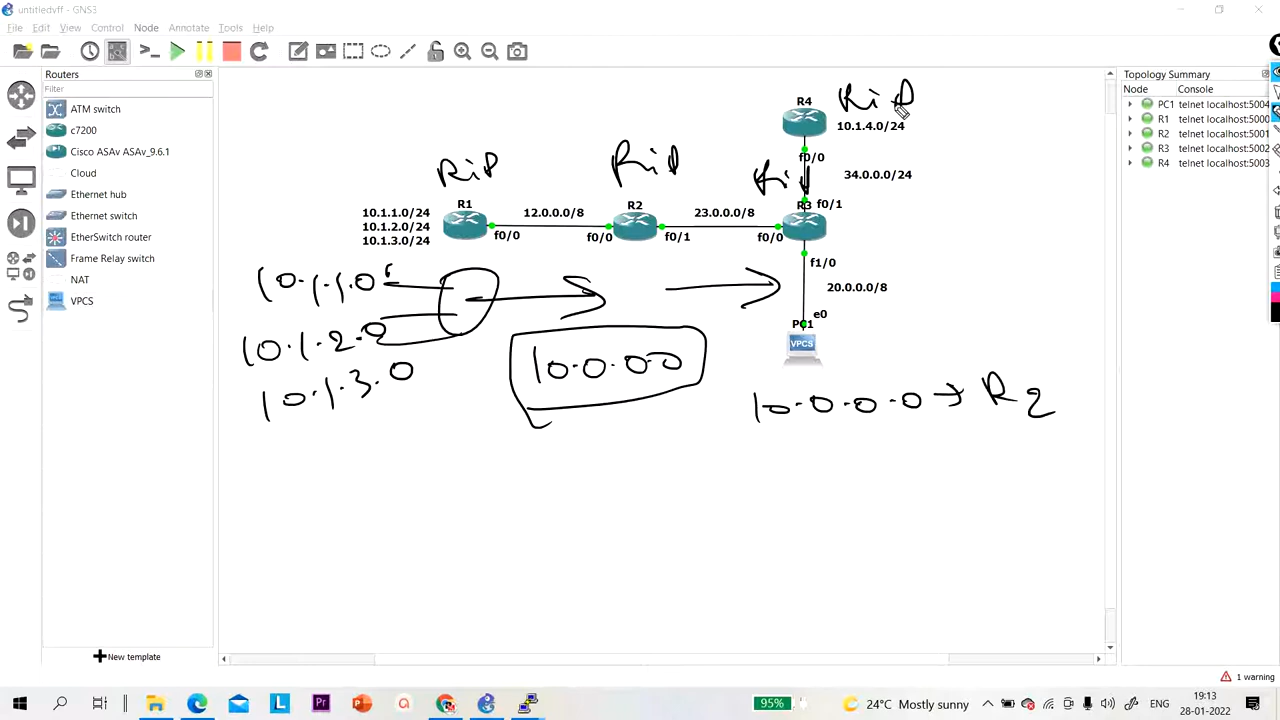 untitledvff - GNS3
File Edit View Control Node Annotate Tools Help
Routers
Filter
ATM switch
c7200
Cisco ASAv ASAv_9.6.1
Cloud
Ethernet hub
Ethernet switch
EtherSwitch router
Frame Relay switch
NAT
VPCS
New template
R4
RiP
10.1.4.0/24
f0/0
34.0.0.0/24
RiP
RiP
RiP
R1
R2
R3
f0/1
10.1.1.0/24
10.1.2.0/24
10.1.3.0/24
12.0.0.0/8
23.0.0.0/8
f0/0
f0/0
f0/1
f0/0
f1/0
20.0.0.0/8
e0
PC1
VPCS
10.1.1.0
10.1.2.0
10.1.3.0
10.0.0.0
10.0.0.0 → R2
Topology Summary
Node Console
PC1 telnet localhost:5004
R1 telnet localhost:5000
R2 telnet localhost:5001
R3 telnet localhost:5002
R4 telnet localhost:5003
1 warning
95%
24°C Mostly sunny
ENG
19:13
28-01-2022